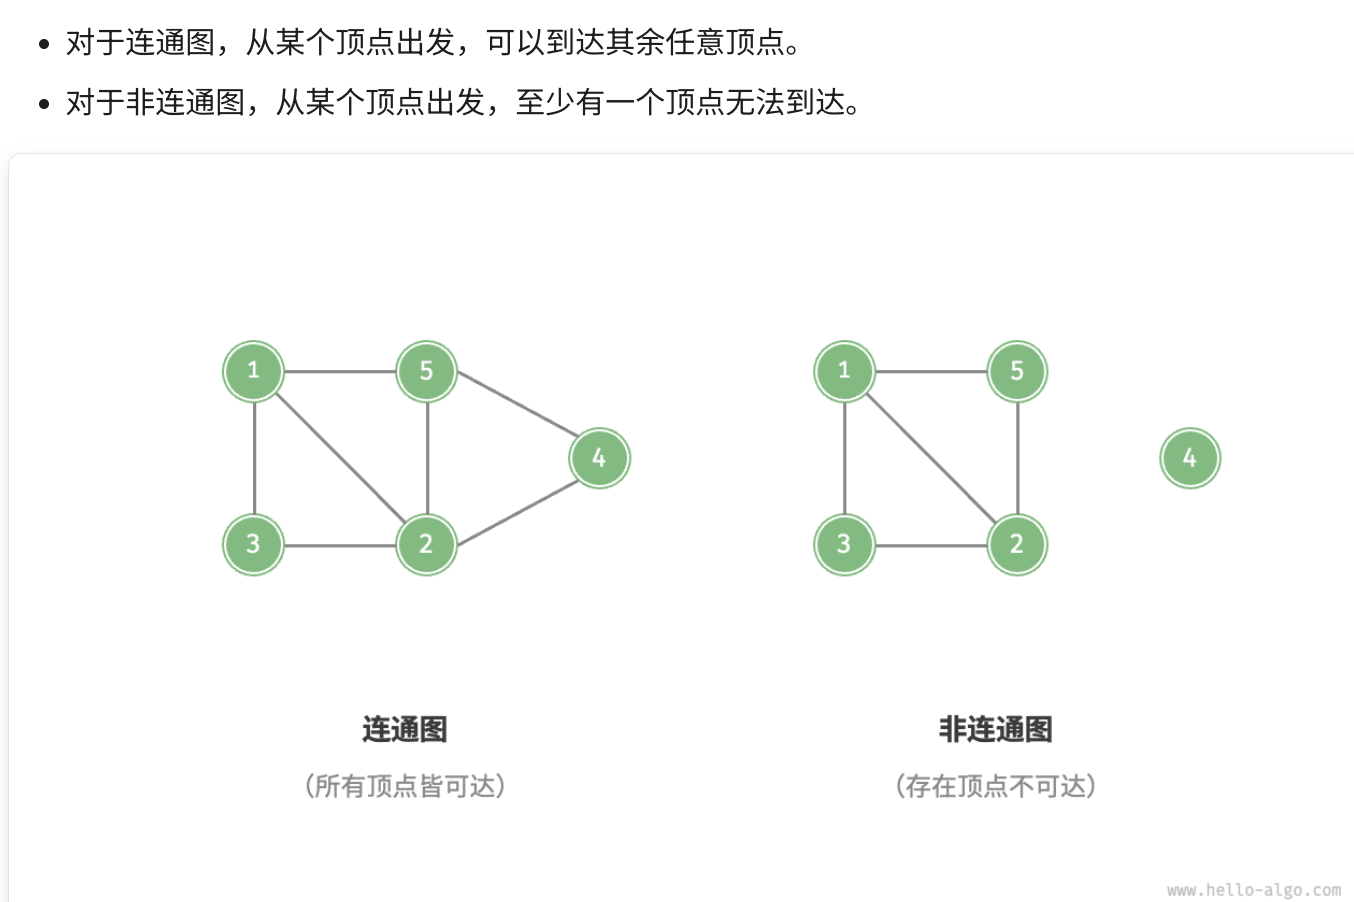 • 对于连通图，从某个顶点出发，可以到达其余任意顶点。
• 对于非连通图，从某个顶点出发，至少有一个顶点无法到达。
1 5 1 5
4 4
3 2 3 2
连通图 非连通图
（所有顶点皆可达） （存在顶点不可达）
www.hello-algo.com